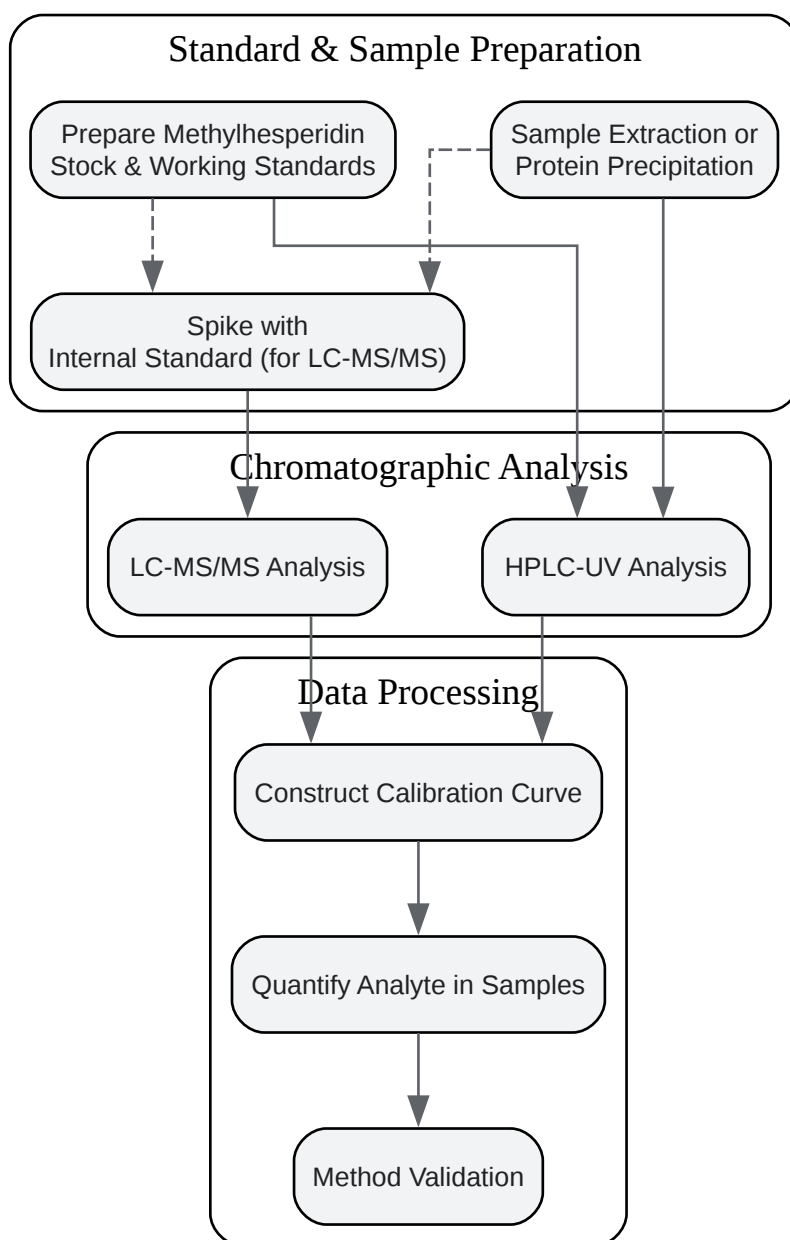 Standard & Sample Preparation
Prepare Methylhesperidin
Stock & Working Standards
Sample Extraction or
Protein Precipitation
Spike with
Internal Standard (for LC-MS/MS)
Chromatographic Analysis
LC-MS/MS Analysis
HPLC-UV Analysis
Data Processing
Construct Calibration Curve
Quantify Analyte in Samples
Method Validation